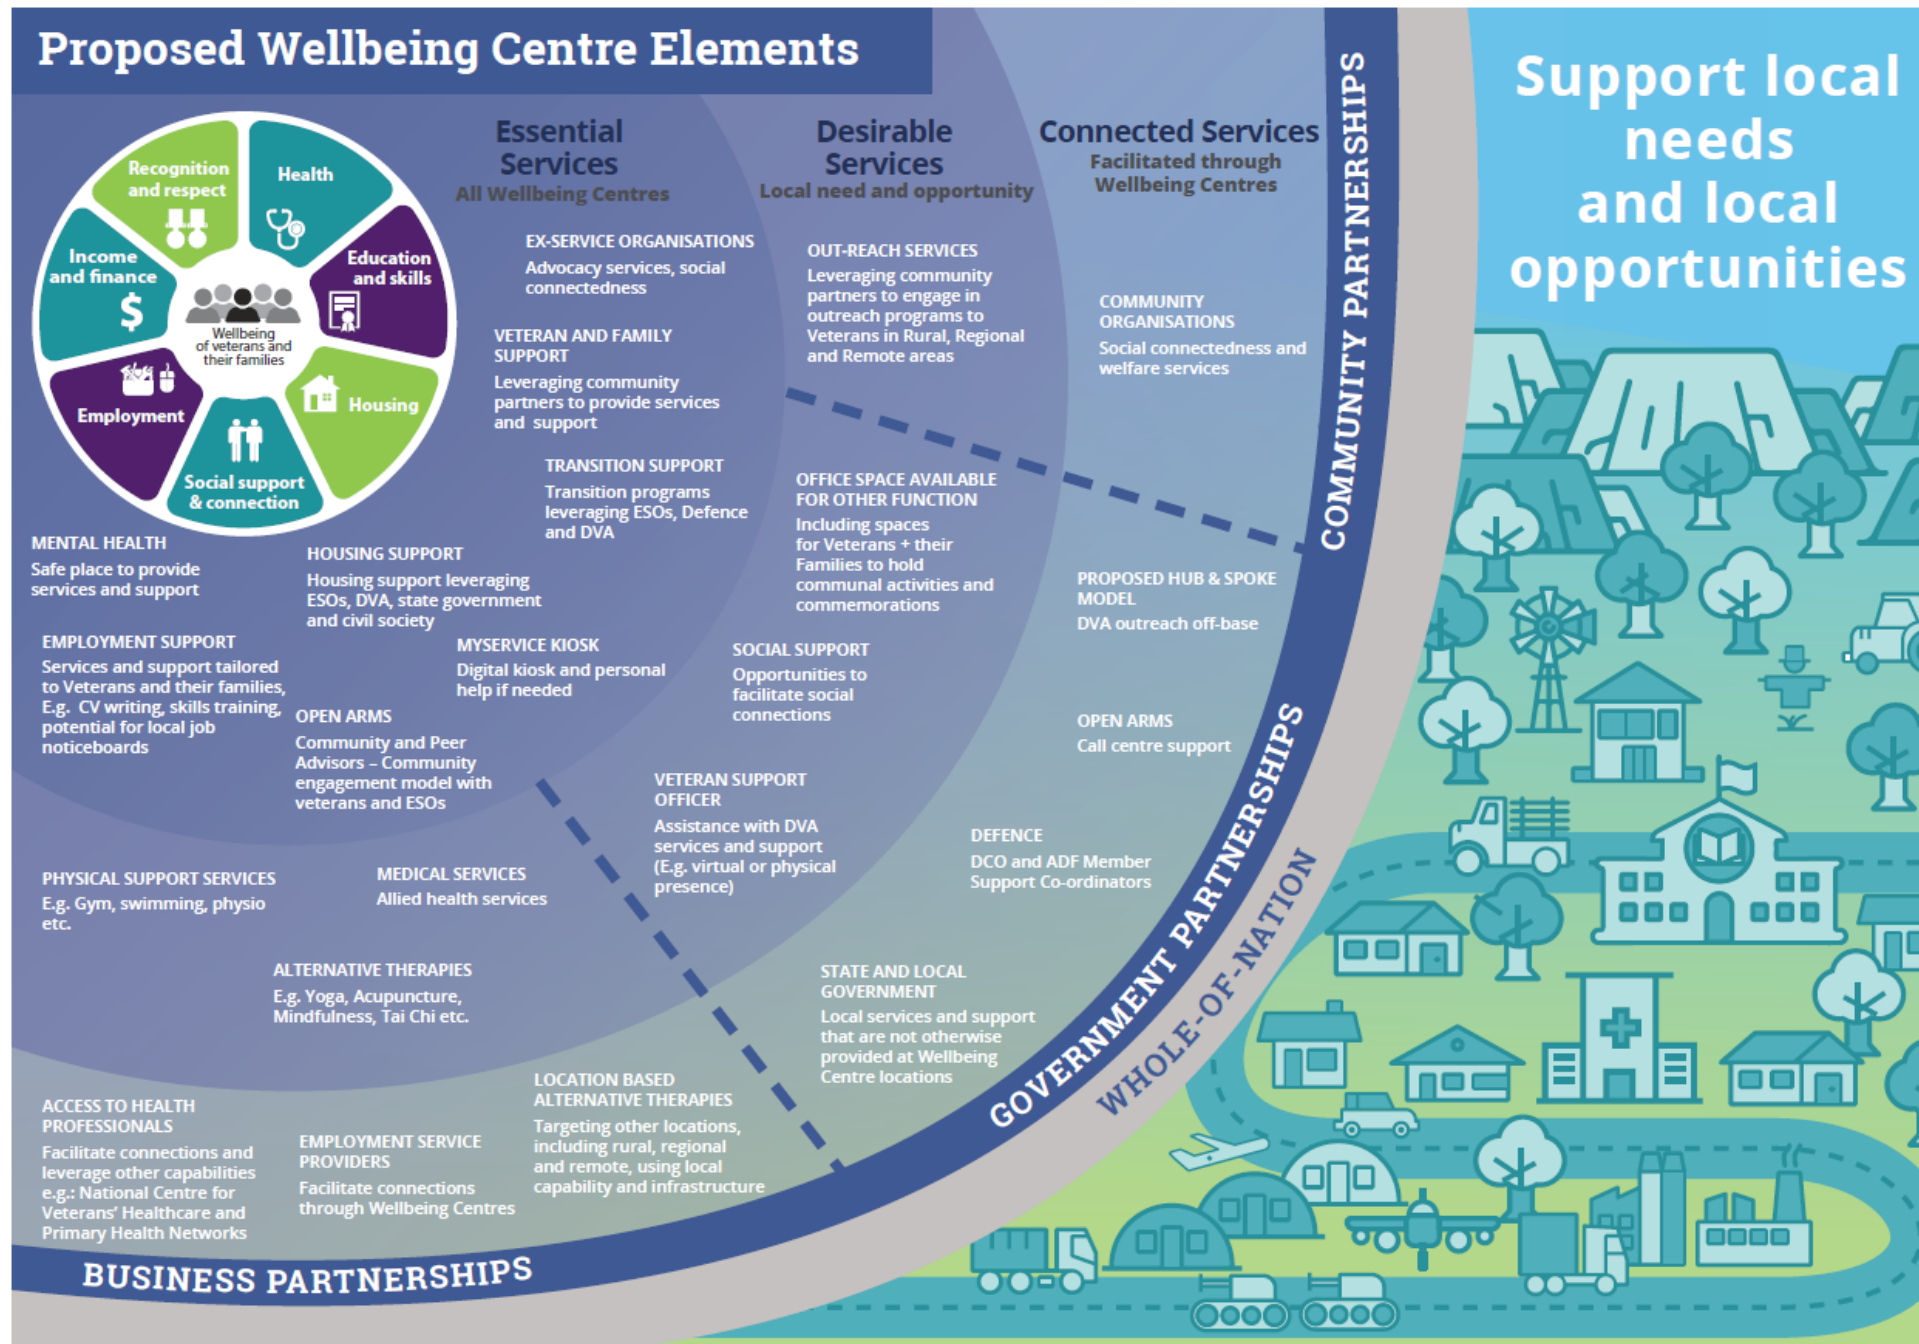 Proposed Wellbeing Centre Elements
Support local
needs
and local
opportunities
Recognition
and respect
Health
Income
and finance
$
Education
and skills
Wellbeing
of veterans and
their families
Employment
Housing
Social support
& connection
Essential
Services
All Wellbeing Centres
EX-SERVICE ORGANISATIONS
Advocacy services, social
connectedness
VETERAN AND FAMILY
SUPPORT
Leveraging community
partners to provide services
and support
TRANSITION SUPPORT
Transition programs
leveraging ESOs, Defence
and DVA
MENTAL HEALTH
Safe place to provide
services and support
HOUSING SUPPORT
Housing support leveraging
ESOs, DVA, state government
and civil society
EMPLOYMENT SUPPORT
Services and support tailored
to Veterans and their families,
E.g. CV writing, skills training,
potential for local job
noticeboards
MYSERVICE KIOSK
Digital kiosk and personal
help if needed
OPEN ARMS
Community and Peer
Advisors – Community
engagement model with
veterans and ESOs
Desirable
Services
Local need and opportunity
OUT-REACH SERVICES
Leveraging community
partners to engage in
outreach programs to
Veterans in Rural, Regional
and Remote areas
OFFICE SPACE AVAILABLE
FOR OTHER FUNCTION
Including spaces
for Veterans + their
Families to hold
communal activities and
commemorations
SOCIAL SUPPORT
Opportunities to
facilitate social
connections
VETERAN SUPPORT
OFFICER
Assistance with DVA
services and support
(E.g. virtual or physical
presence)
PHYSICAL SUPPORT SERVICES
E.g. Gym, swimming, physio
etc.
MEDICAL SERVICES
Allied health services
ALTERNATIVE THERAPIES
E.g. Yoga, Acupuncture,
Mindfulness, Tai Chi etc.
Connected Services
Facilitated through
Wellbeing Centres
COMMUNITY
ORGANISATIONS
Social connectedness and
welfare services
PROPOSED HUB & SPOKE
MODEL
DVA outreach off-base
OPEN ARMS
Call centre support
DEFENCE
DCO and ADF Member
Support Co-ordinators
STATE AND LOCAL
GOVERNMENT
Local services and support
that are not otherwise
provided at Wellbeing
Centre locations
LOCATION BASED
ALTERNATIVE THERAPIES
Targeting other locations,
including rural, regional
and remote, using local
capability and infrastructure
EMPLOYMENT SERVICE
PROVIDERS
Facilitate connections
through Wellbeing Centres
ACCESS TO HEALTH
PROFESSIONALS
Facilitate connections and
leverage other capabilities
e.g.: National Centre for
Veterans' Healthcare and
Primary Health Networks
COMMUNITY PARTNERSHIPS
GOVERNMENT PARTNERSHIPS
WHOLE-OF-NATION
BUSINESS PARTNERSHIPS